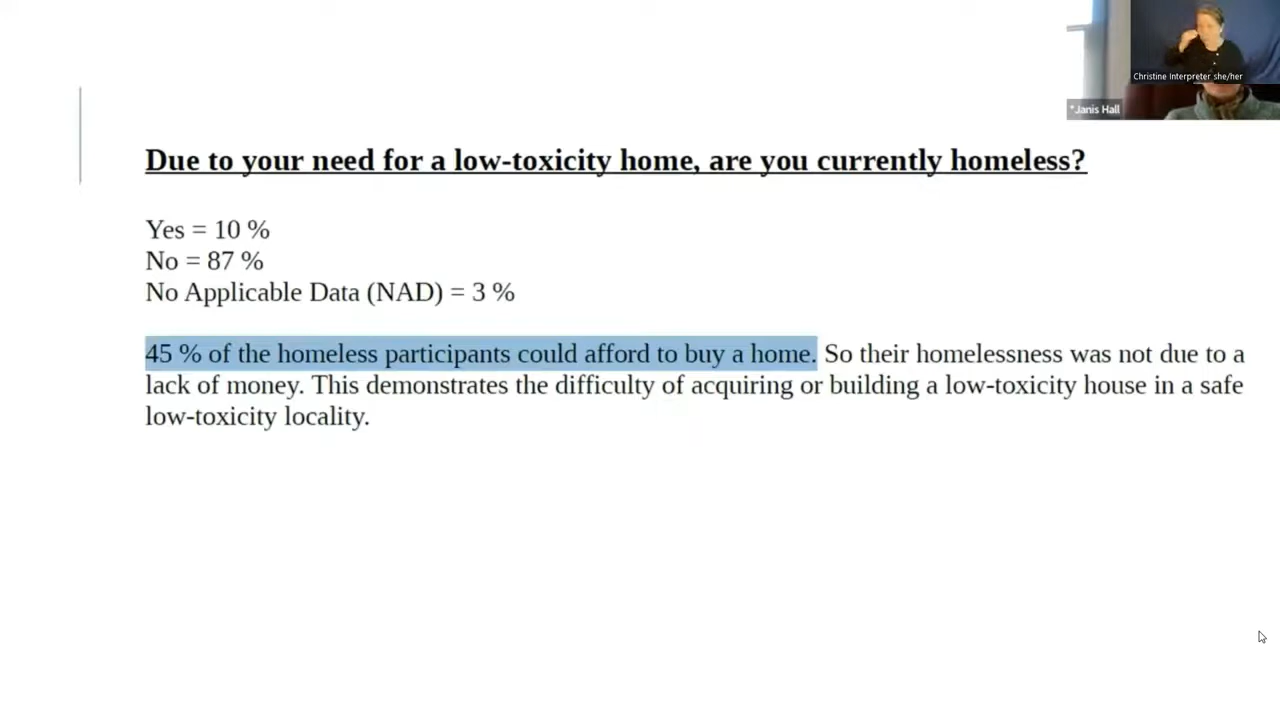 Christine Interpreter she/her
*Janis Hall
Due to your need for a low-toxicity home, are you currently homeless?
Yes = 10 %
No = 87 %
No Applicable Data (NAD) = 3 %
45 % of the homeless participants could afford to buy a home. So their homelessness was not due to a
lack of money. This demonstrates the difficulty of acquiring or building a low-toxicity house in a safe
low-toxicity locality.